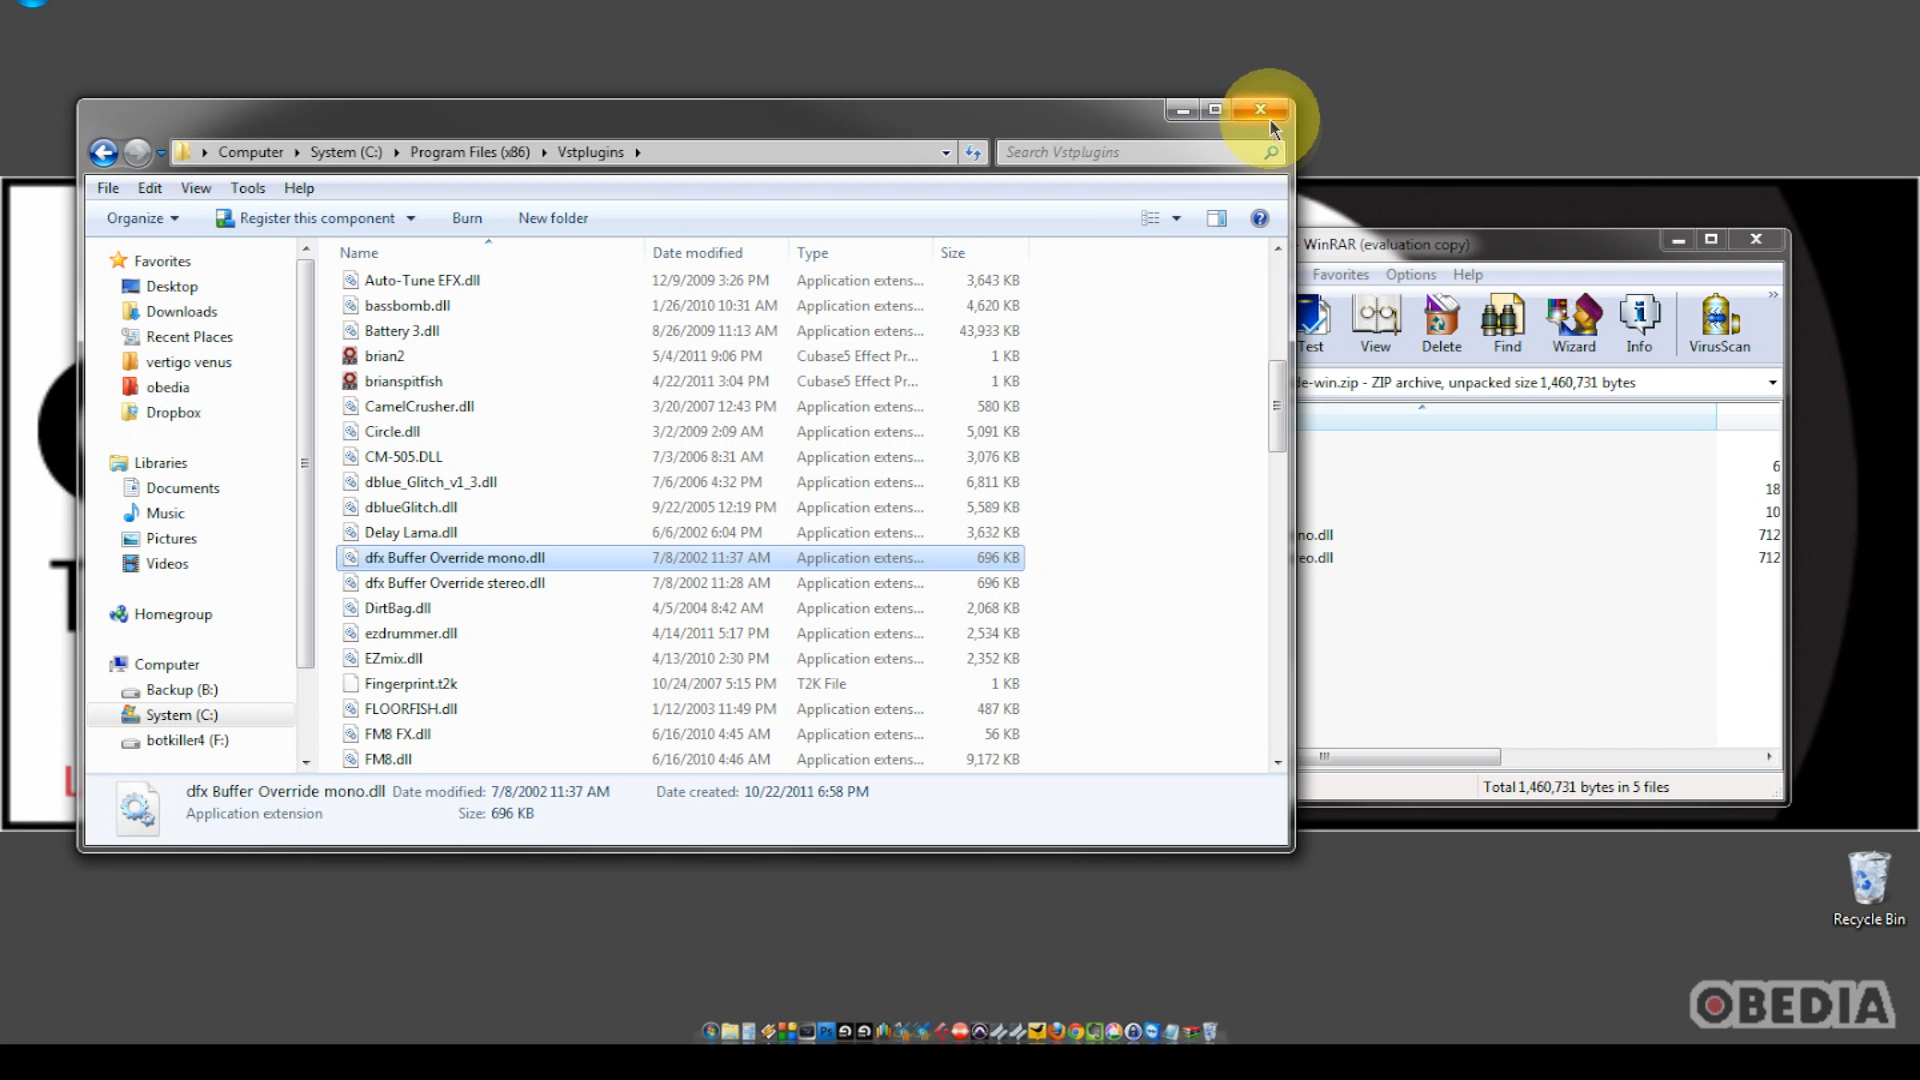 Computer System (C:) Program Files (x86) Vstplugins
Search Vstplugins
File Edit View Tools Help
Organize Register this component Burn New folder
Favorites
Desktop
Downloads
Recent Places
vertigo venus
obedia
Dropbox
Libraries
Documents
Music
Pictures
Videos
Homegroup
Computer
Backup (B:)
System (C:)
botkiller4 (F:)
Name Date modified Type Size
Auto-Tune EFX.dll 12/9/2009 3:26 PM Application extens... 3,643 KB
bassbomb.dll 1/26/2010 10:31 AM Application extens... 4,620 KB
Battery 3.dll 8/26/2009 11:13 AM Application extens... 43,933 KB
brian2 5/4/2011 9:06 PM Cubase5 Effect Pr... 1 KB
brianspitfish 4/22/2011 3:04 PM Cubase5 Effect Pr... 1 KB
CamelCrusher.dll 3/20/2007 12:43 PM Application extens... 580 KB
Circle.dll 3/2/2009 2:09 AM Application extens... 5,091 KB
CM-505.DLL 7/3/2006 8:31 AM Application extens... 3,076 KB
dblue_Glitch_v1_3.dll 7/6/2006 4:32 PM Application extens... 6,811 KB
dblueGlitch.dll 9/22/2005 12:19 PM Application extens... 5,589 KB
Delay Lama.dll 6/6/2002 6:04 PM Application extens... 3,632 KB
dfx Buffer Override mono.dll 7/8/2002 11:37 AM Application extens... 696 KB
dfx Buffer Override stereo.dll 7/8/2002 11:28 AM Application extens... 696 KB
DirtBag.dll 4/5/2004 8:42 AM Application extens... 2,068 KB
ezdrummer.dll 4/14/2011 5:17 PM Application extens... 2,534 KB
EZmix.dll 4/13/2010 2:30 PM Application extens... 2,352 KB
Fingerprint.t2k 10/24/2007 5:15 PM T2K File 1 KB
FLOORFISH.dll 1/12/2003 11:49 PM Application extens... 487 KB
FM8 FX.dll 6/16/2010 4:45 AM Application extens... 56 KB
FM8.dll 6/16/2010 4:46 AM Application extens... 9,172 KB
dfx Buffer Override mono.dll Date modified: 7/8/2002 11:37 AM Date created: 10/22/2011 6:58 PM
Application extension Size: 696 KB
- WinRAR (evaluation copy)
Favorites Options Help
Test View Delete Find Wizard Info VirusScan
de-win.zip - ZIP archive, unpacked size 1,460,731 bytes
6
18
10
no.dll 712
eo.dll 712
Total 1,460,731 bytes in 5 files
Recycle Bin
OBEDIA
Ps